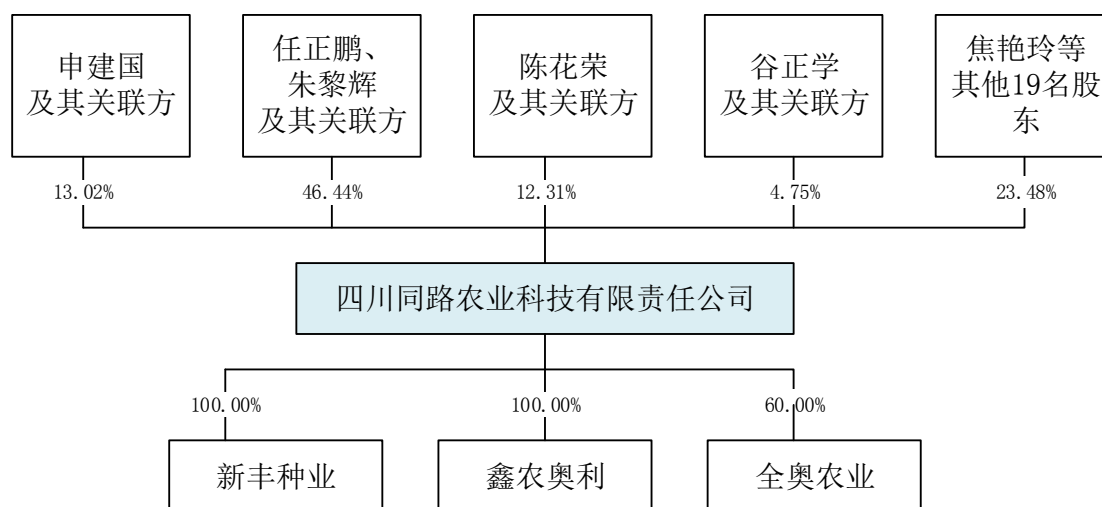 申建国
及其关联方
任正鹏、
朱黎辉
及其关联方
陈花荣
及其关联方
谷正学
及其关联方
焦艳玲等
其他19名股
东
13.02%
46.44%
12.31%
4.75%
23.48%
四川同路农业科技有限责任公司
100.00%
100.00%
60.00%
新丰种业
鑫农奥利
全奥农业